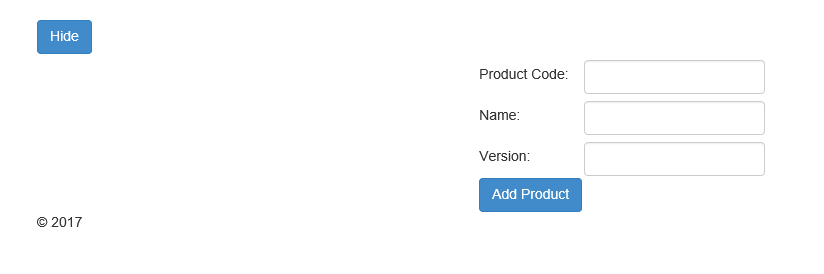 Hide
Product Code:
Name:
Version:
Add Product
© 2017